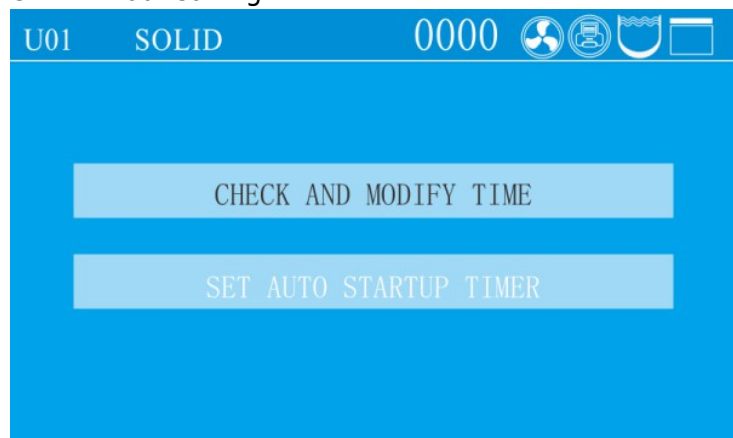 U01 SOLID 0000
CHECK AND MODIFY TIME
SET AUTO STARTUP TIMER